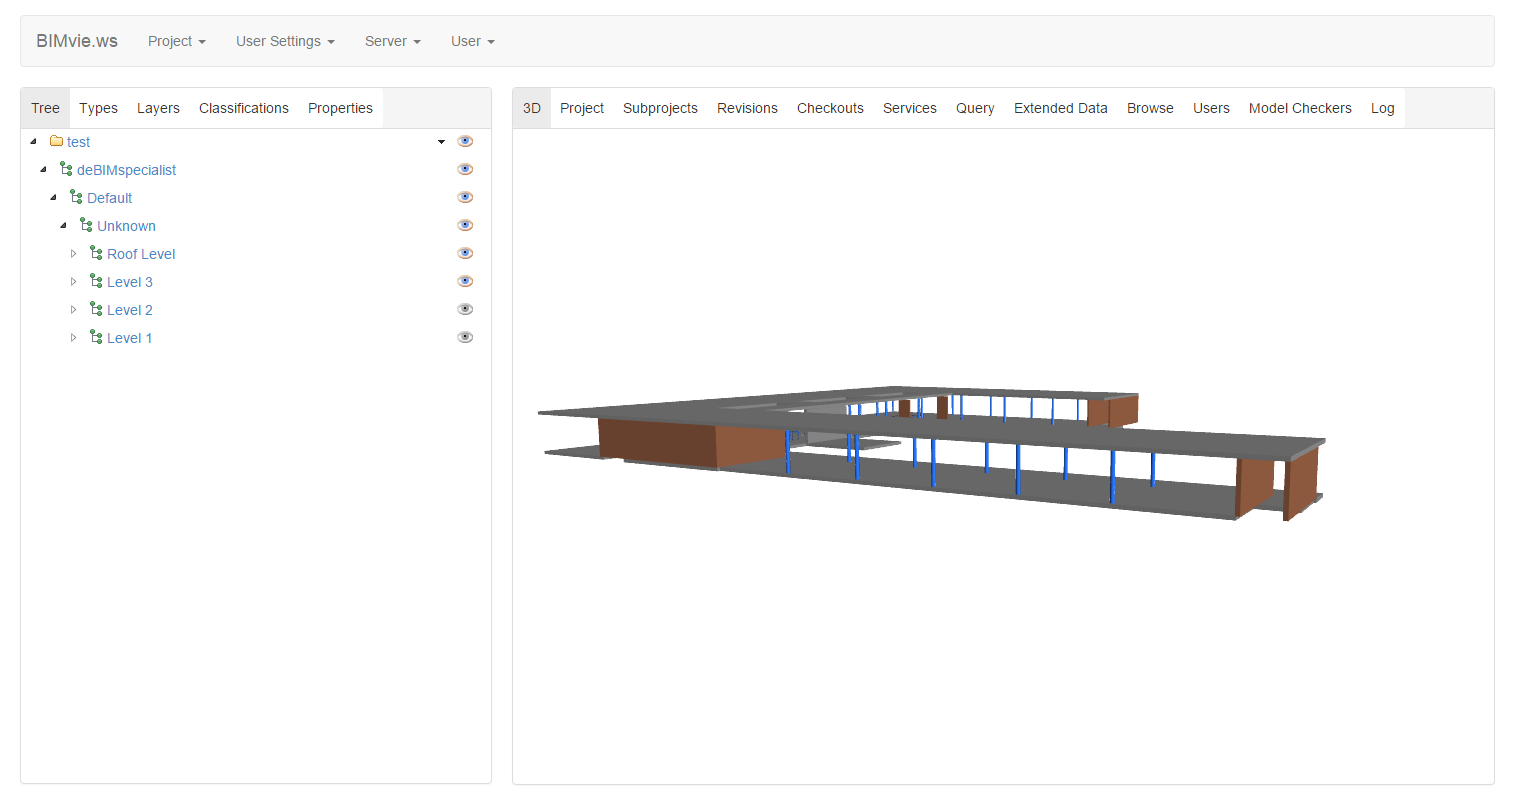 BIMvie.ws Project User Settings Server User
Tree Types Layers Classifications Properties
test
deBIMspecialist
Default
Unknown
Roof Level
Level 3
Level 2
Level 1
3D Project Subprojects Revisions Checkouts Services Query Extended Data Browse Users Model Checkers Log